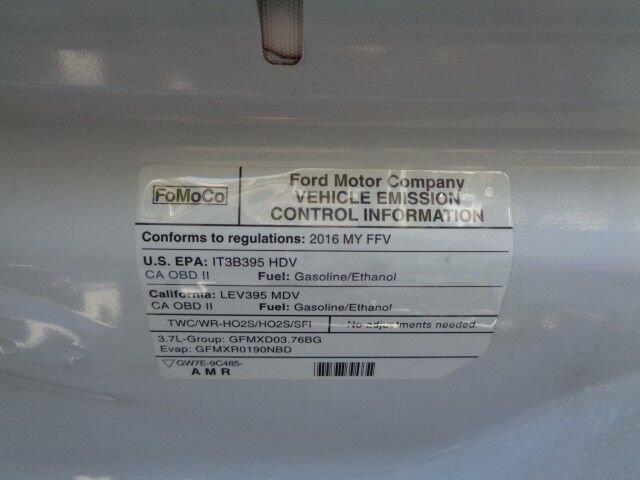 FoMoCo
Ford Motor Company
VEHICLE EMISSION
CONTROL INFORMATION
Conforms to regulations: 2016 MY FFV
U.S. EPA: IT3B395 HDV
CA OBD II Fuel: Gasoline/Ethanol
California: LEV395 MDV
CA OBD II Fuel: Gasoline/Ethanol
TWC/WR-HO2S/HO2S/SFI No adjustments needed.
3.7L-Group: GFMXD03.76BG
Evap: GFMXR0190NBD
GW7E-9C485-
AMR